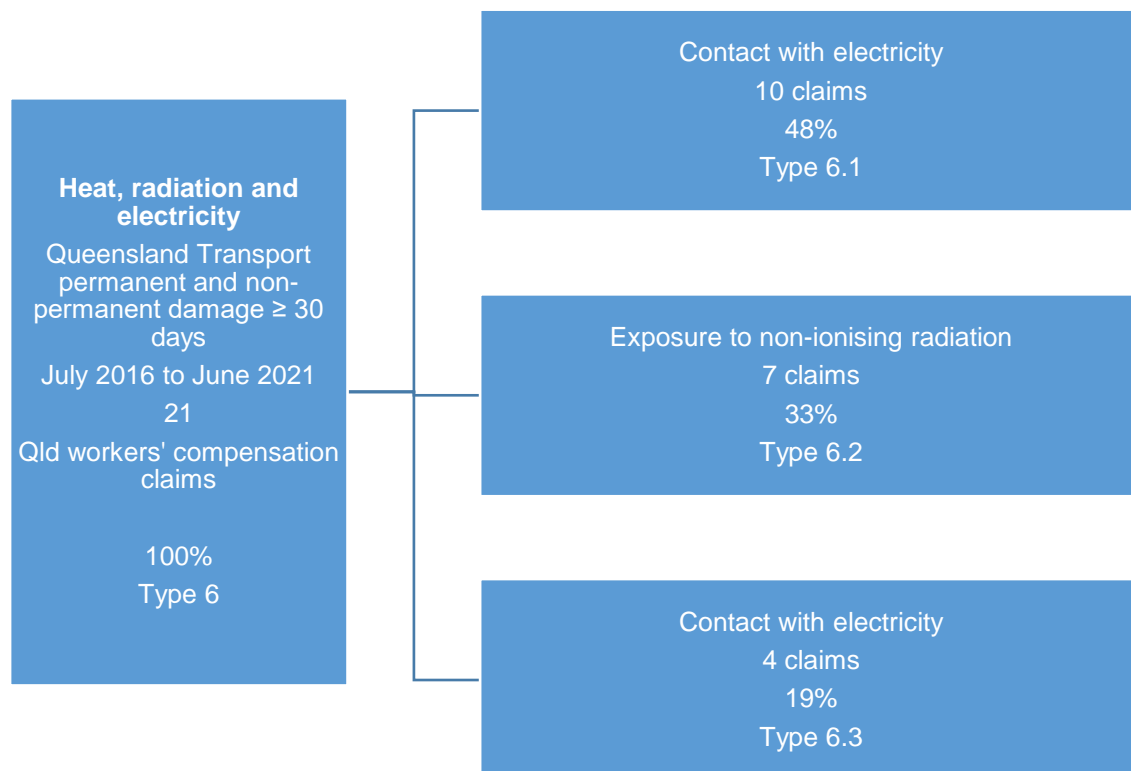 Heat, radiation and
electricity
Queensland Transport
permanent and non-
permanent damage ≥ 30
days
July 2016 to June 2021
21
Qld workers' compensation
claims
100%
Type 6
Contact with electricity
10 claims
48%
Type 6.1
Exposure to non-ionising radiation
7 claims
33%
Type 6.2
Contact with electricity
4 claims
19%
Type 6.3